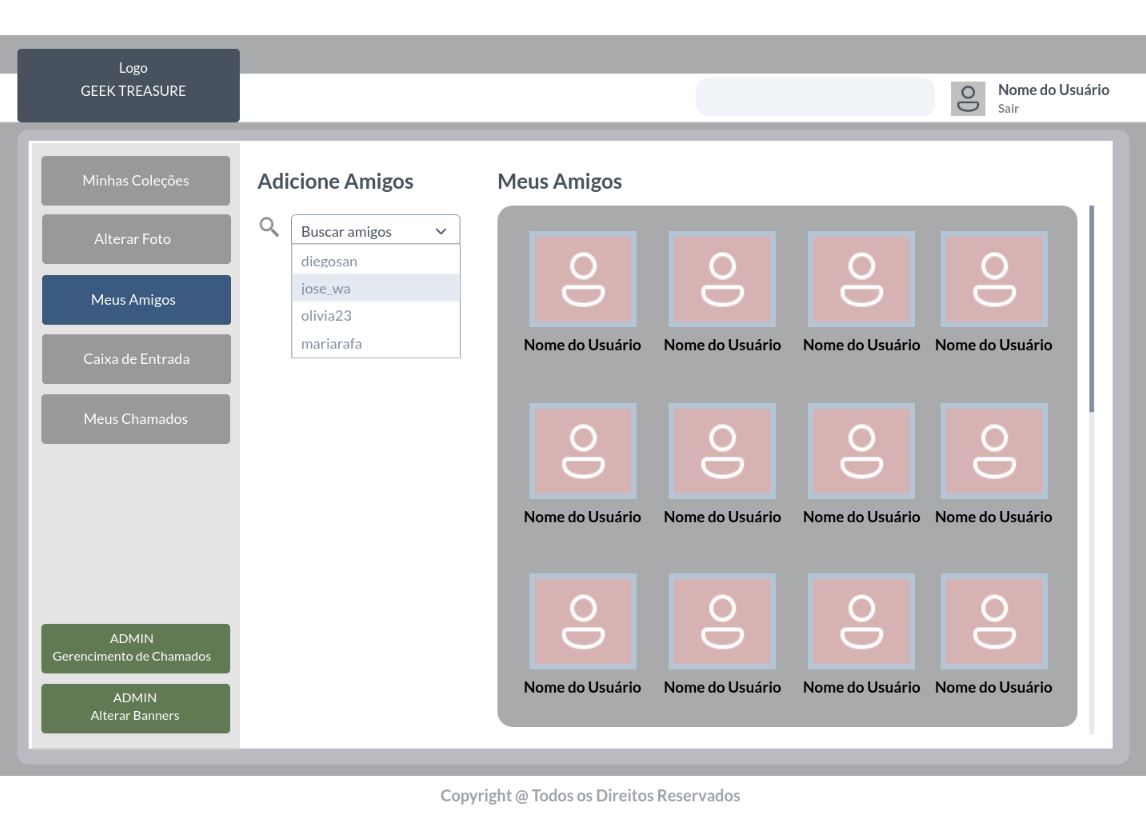 Logo
GEEK TREASURE
Nome do Usuário
Sair
Minhas Coleções
Alterar Foto
Meus Amigos
Caixa de Entrada
Meus Chamados
ADMIN
Gerencimento de Chamados
ADMIN
Alterar Banners
Adicione Amigos
Buscar amigos
diegosan
jose_wa
olivia23
mariarafa
Meus Amigos
Nome do Usuário Nome do Usuário Nome do Usuário Nome do Usuário
Nome do Usuário Nome do Usuário Nome do Usuário Nome do Usuário
Nome do Usuário Nome do Usuário Nome do Usuário Nome do Usuário
Copyright @ Todos os Direitos Reservados